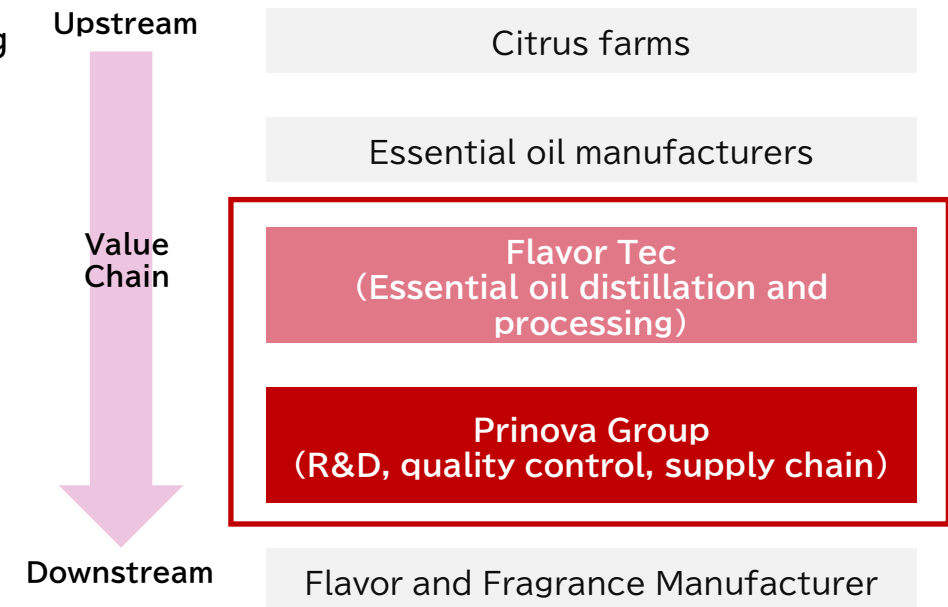 Upstream
g
Citrus farms
Essential oil manufacturers
Value
Chain
Flavor Tec
（Essential oil distillation and
processing）
Prinova Group
（R&D, quality control, supply chain）
Downstream
Flavor and Fragrance Manufacturer